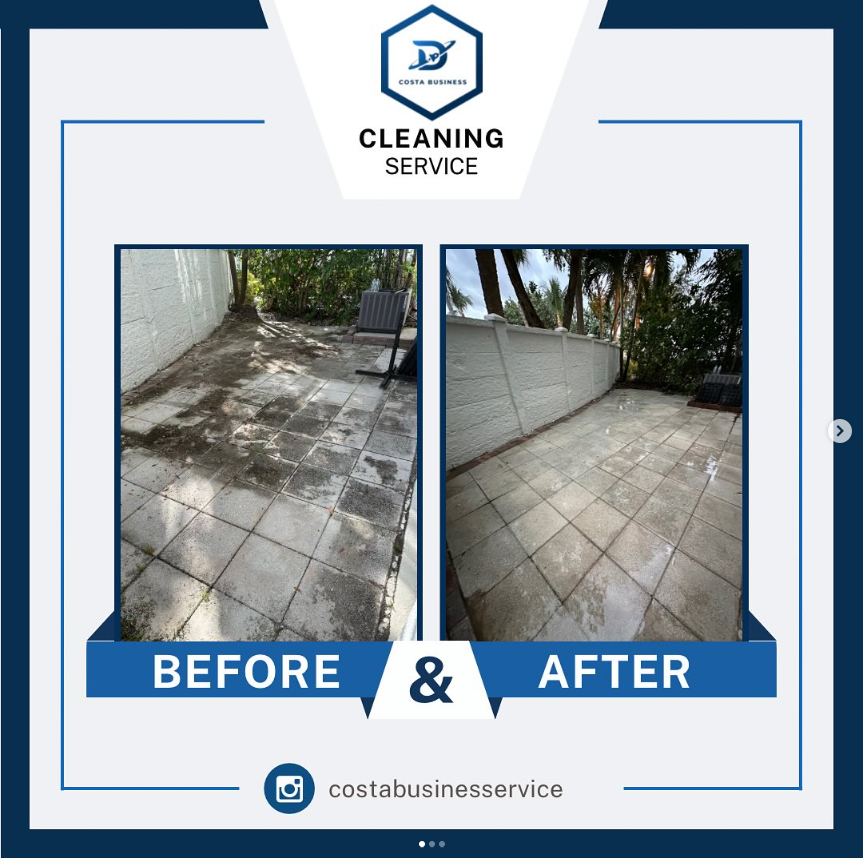 COSTA BUSINESS
CLEANING
SERVICE
BEFORE & AFTER
costabusinesservice